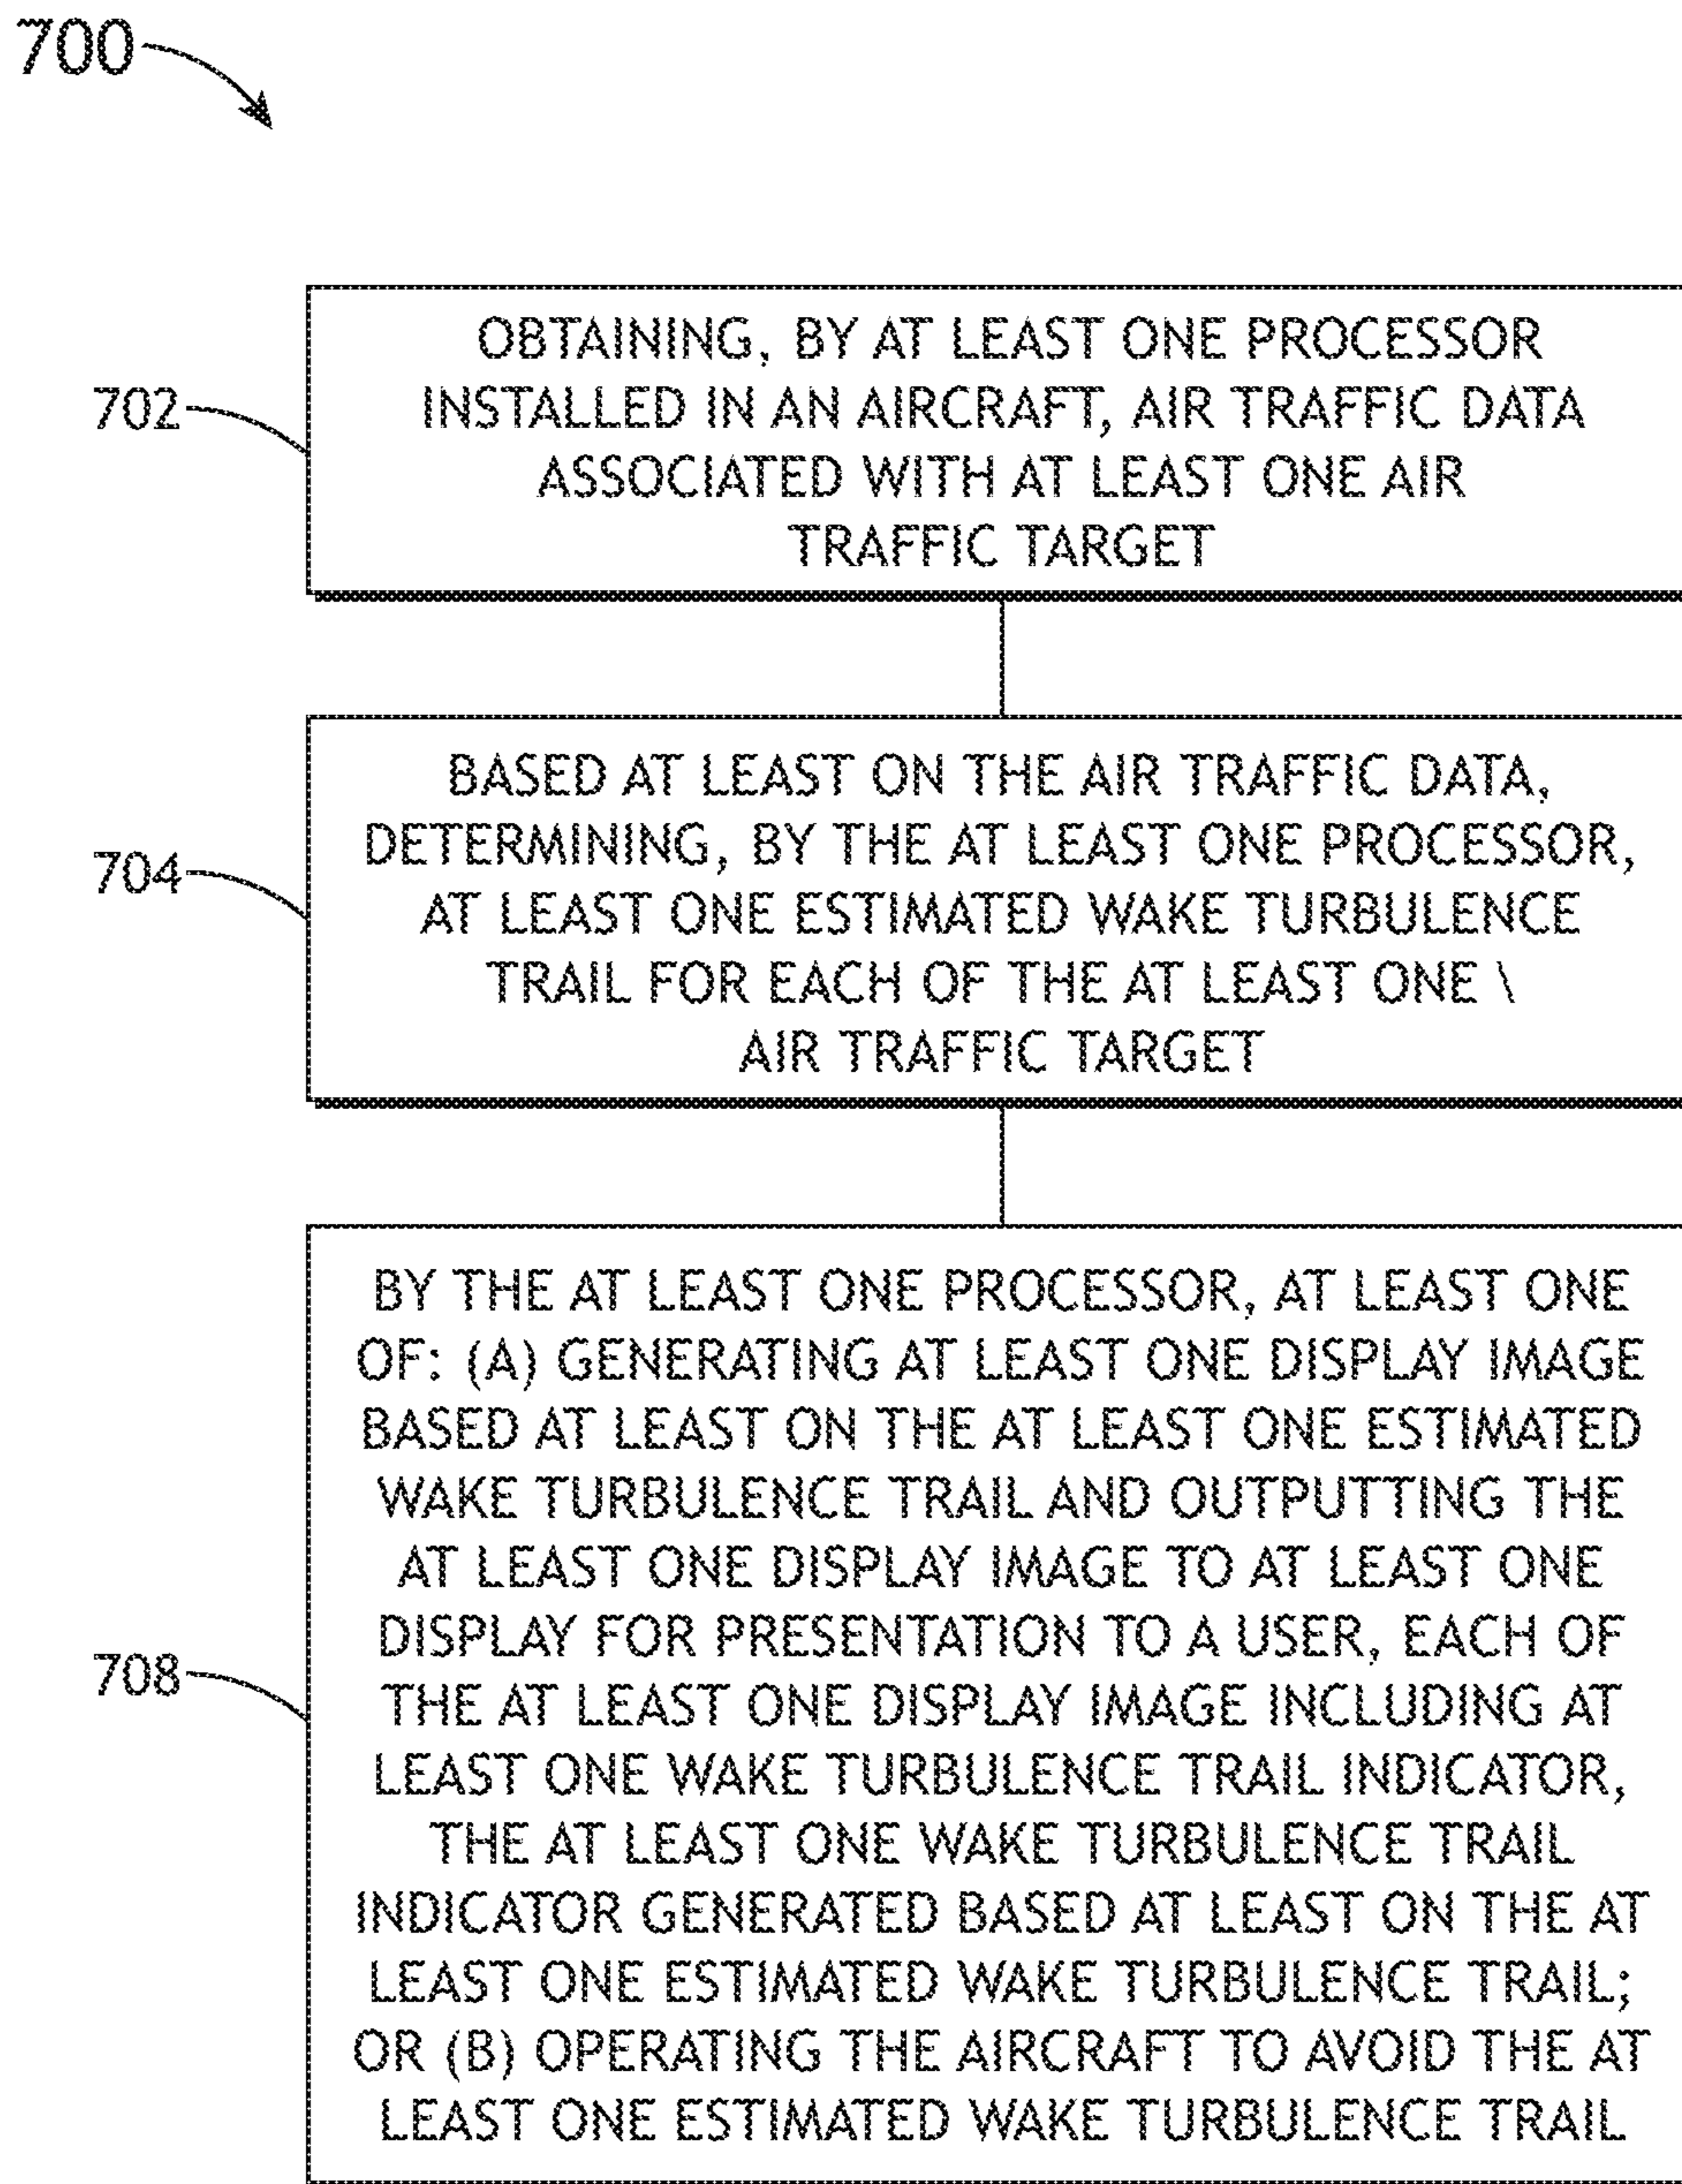 700
702
OBTAINING, BY AT LEAST ONE PROCESSOR
INSTALLED IN AN AIRCRAFT, AIR TRAFFIC DATA
ASSOCIATED WITH AT LEAST ONE AIR
TRAFFIC TARGET
704
BASED AT LEAST ON THE AIR TRAFFIC DATA,
DETERMINING, BY THE AT LEAST ONE PROCESSOR,
AT LEAST ONE ESTIMATED WAKE TURBULENCE
TRAIL FOR EACH OF THE AT LEAST ONE \
AIR TRAFFIC TARGET
708
BY THE AT LEAST ONE PROCESSOR, AT LEAST ONE
OF: (A) GENERATING AT LEAST ONE DISPLAY IMAGE
BASED AT LEAST ON THE AT LEAST ONE ESTIMATED
WAKE TURBULENCE TRAIL AND OUTPUTTING THE
AT LEAST ONE DISPLAY IMAGE TO AT LEAST ONE
DISPLAY FOR PRESENTATION TO A USER, EACH OF
THE AT LEAST ONE DISPLAY IMAGE INCLUDING AT
LEAST ONE WAKE TURBULENCE TRAIL INDICATOR,
THE AT LEAST ONE WAKE TURBULENCE TRAIL
INDICATOR GENERATED BASED AT LEAST ON THE AT
LEAST ONE ESTIMATED WAKE TURBULENCE TRAIL;
OR (B) OPERATING THE AIRCRAFT TO AVOID THE AT
LEAST ONE ESTIMATED WAKE TURBULENCE TRAIL